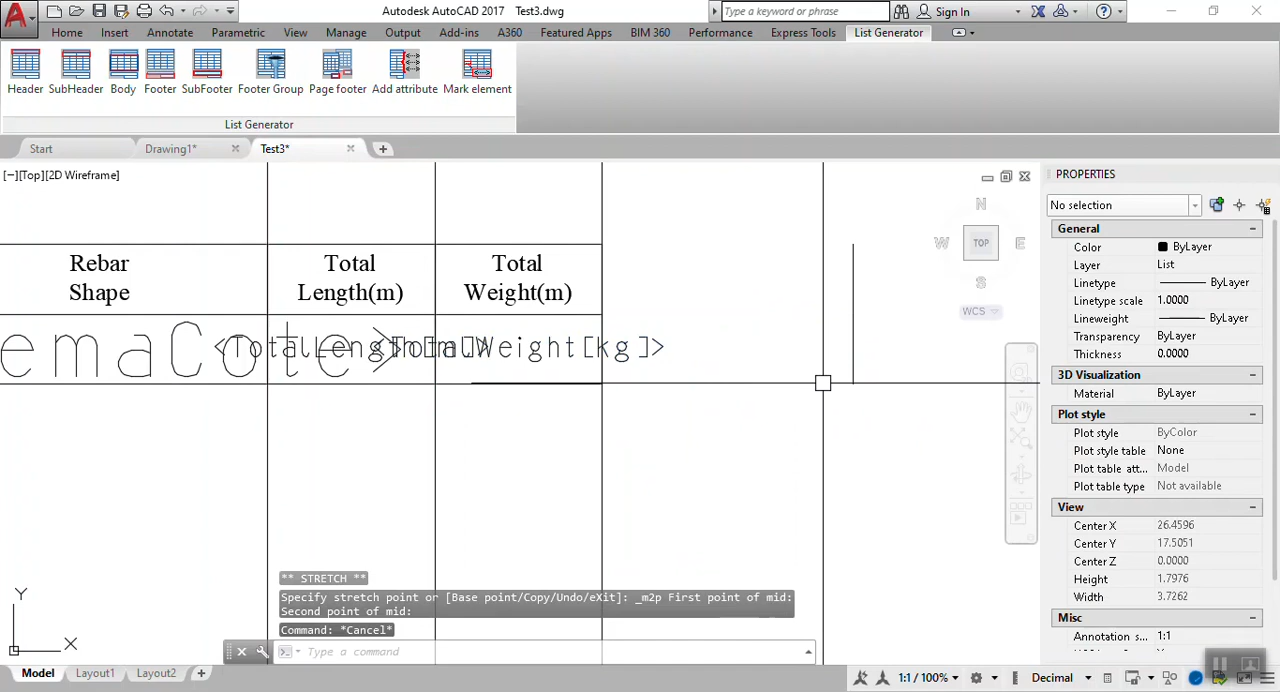 Autodesk AutoCAD 2017 Test3.dwg
Type a keyword or phrase
Sign In
Home Insert Annotate Parametric View Manage Output Add-ins A360 Featured Apps BIM 360 Performance Express Tools List Generator
Header SubHeader Body Footer SubFooter Footer Group Page footer Add attribute Mark element
List Generator
Start Drawing1* Test3*
[−][Top][2D Wireframe]
N
W TOP E
S
WCS
Rebar
Shape
Total
Length(m)
Total
Weight(m)
emaCote>
<TotalLength[m]>
<TotalWeight[kg]>
** STRETCH **
Specify stretch point or [Base point/Copy/Undo/eXit]: _m2p First point of mid:
Second point of mid:
Command: *Cancel*
Type a command
Y
X
PROPERTIES
No selection
General
Color ByLayer
Layer List
Linetype ByLayer
Linetype scale 1.0000
Lineweight ByLayer
Transparency ByLayer
Thickness 0.0000
3D Visualization
Material ByLayer
Plot style
Plot style ByColor
Plot style table None
Plot table att... Model
Plot table type Not available
View
Center X 26.4596
Center Y 17.5051
Center Z 0.0000
Height 1.7976
Width 3.7262
Misc
Annotation s... 1:1
Model Layout1 Layout2
1:1 / 100% Decimal